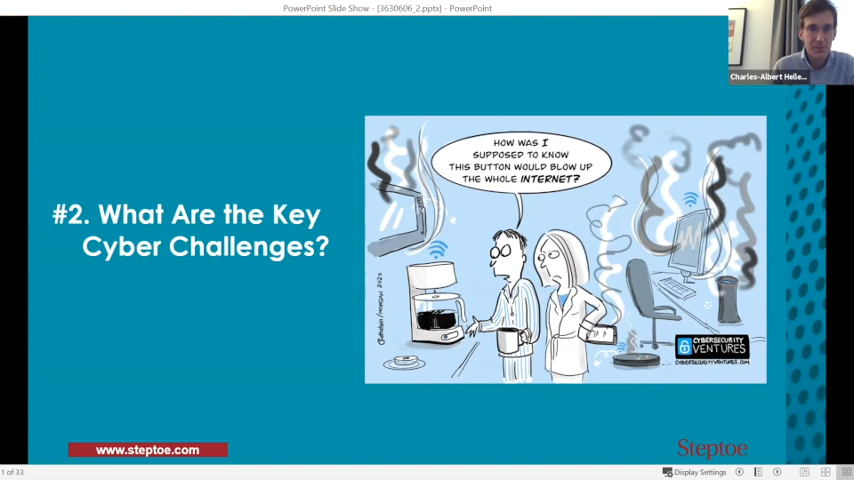 PowerPoint Slide Show - [3630606_2.pptx] - PowerPoint
Charles-Albert Helle...
HOW WAS I
SUPPOSED TO KNOW
THIS BUTTON WOULD BLOW UP
THE WHOLE INTERNET?
#2. What Are the Key
Cyber Challenges?
CYBERSECURITY
VENTURES
CYBERSECURITYVENTURES.COM
www.steptoe.com
Steptoe
1 of 33
Display Settings